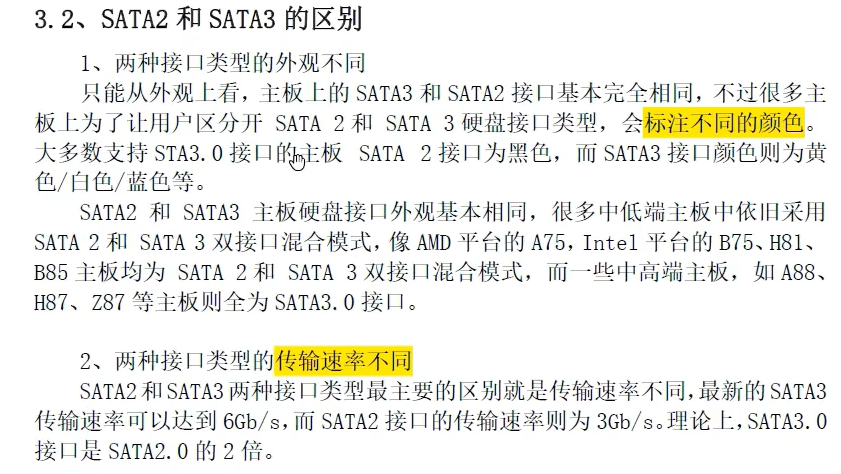 3.2、SATA2 和 SATA3 的区别
1、两种接口类型的外观不同
只能从外观上看，主板上的 SATA3 和 SATA2 接口基本完全相同，不过很多主
板上为了让用户区分开 SATA 2 和 SATA 3 硬盘接口类型，会标注不同的颜色。
大多数支持 STA3.0 接口的主板 SATA 2 接口为黑色，而 SATA3 接口颜色则为黄
色/白色/蓝色等。
SATA2 和 SATA3 主板硬盘接口外观基本相同，很多中低端主板中依旧采用
SATA 2 和 SATA 3 双接口混合模式，像 AMD 平台的 A75，Intel 平台的 B75、H81、
B85 主板均为 SATA 2 和 SATA 3 双接口混合模式，而一些中高端主板，如 A88、
H87、Z87 等主板则全为 SATA3.0 接口。
2、两种接口类型的传输速率不同
SATA2 和 SATA3 两种接口类型最主要的区别就是传输速率不同，最新的 SATA3
传输速率可以达到 6Gb/s，而 SATA2 接口的传输速率则为 3Gb/s。理论上，SATA3.0
接口是 SATA2.0 的 2 倍。